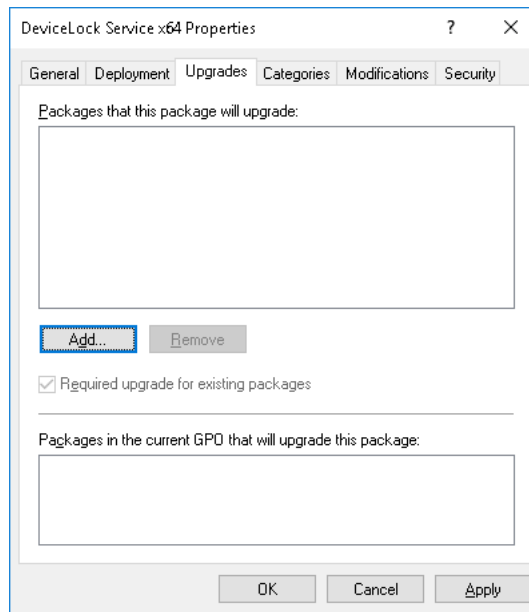 DeviceLock Service x64 Properties ?
General Deployment Upgrades Categories Modifications Security
Packages that this package will upgrade:
Add... Remove
Required upgrade for existing packages
Packages in the current GPO that will upgrade this package:
OK Cancel Apply